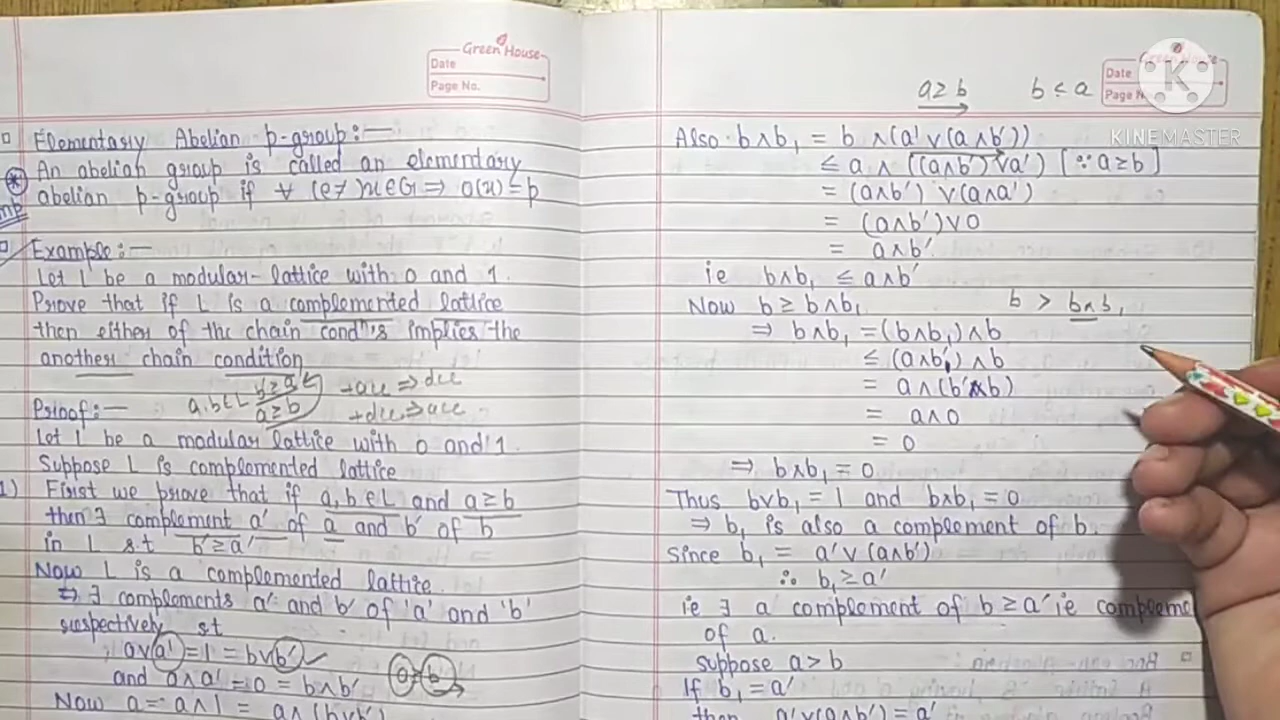 Green House
Date
Page No.
Elementary Abelian p-group:—
An abelian group is called an elementary
abelian p-group if ∀ (e≠)x∈G ⇒ o(x)=p
Imp
Example:—
Let L be a modular-lattice with 0 and 1.
Prove that if L is a complemented lattice
then either of the chain cond's implies the
another chain condition
a,b∈L
a≥b
→acc ⇒ dcc
→dcc ⇒ acc
Proof:—
Let L be a modular lattice with 0 and 1.
Suppose L is complemented lattice
1) First we prove that if a,b∈L and a≥b
then ∃ complement a' of a and b' of b
in L s.t b'≥a'
Now L is a complemented lattice.
⇒ ∃ complements a' and b' of 'a' and 'b'
respectively st
a∨a'=1=b∨b'
and a∧a'=0=b∧b'
Now a = a∧1 = a∧(b∨b')
Date
Page N
KINEMASTER
a≥b b≤a
Also b∧b₁ = b∧(a'∨(a∧b'))
≤ a∧((a∧b')∨a') [∵ a≥b]
= (a∧b')∨(a∧a')
= (a∧b')∨0
= a∧b'
ie b∧b₁ ≤ a∧b'
Now b ≥ b∧b₁ b > b∧b₁
⇒ b∧b₁ = (b∧b₁)∧b
≤ (a∧b')∧b
= a∧(b'∧b)
= a∧0
= 0
⇒ b∧b₁ = 0
Thus b∨b₁ = 1 and b∧b₁ = 0
⇒ b₁ is also a complement of b.
Since b₁ = a'∨(a∧b')
∴ b₁≥a'
ie ∃ a complement of b ≥ a' ie compleme
of a.
suppose a>b
If b₁ = a'
then a'∨(a∧b') = a'